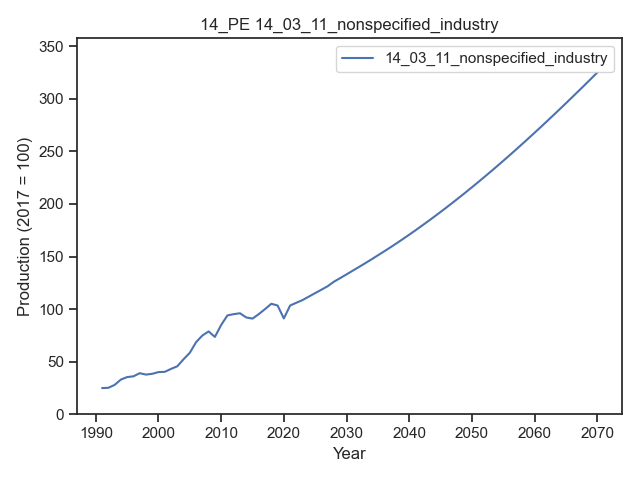 14_PE 14_03_11_nonspecified_industry
14_03_11_nonspecified_industry
Production (2017 = 100)
350
300
250
200
150
100
50
0
1990 2000 2010 2020 2030 2040 2050 2060 2070
Year